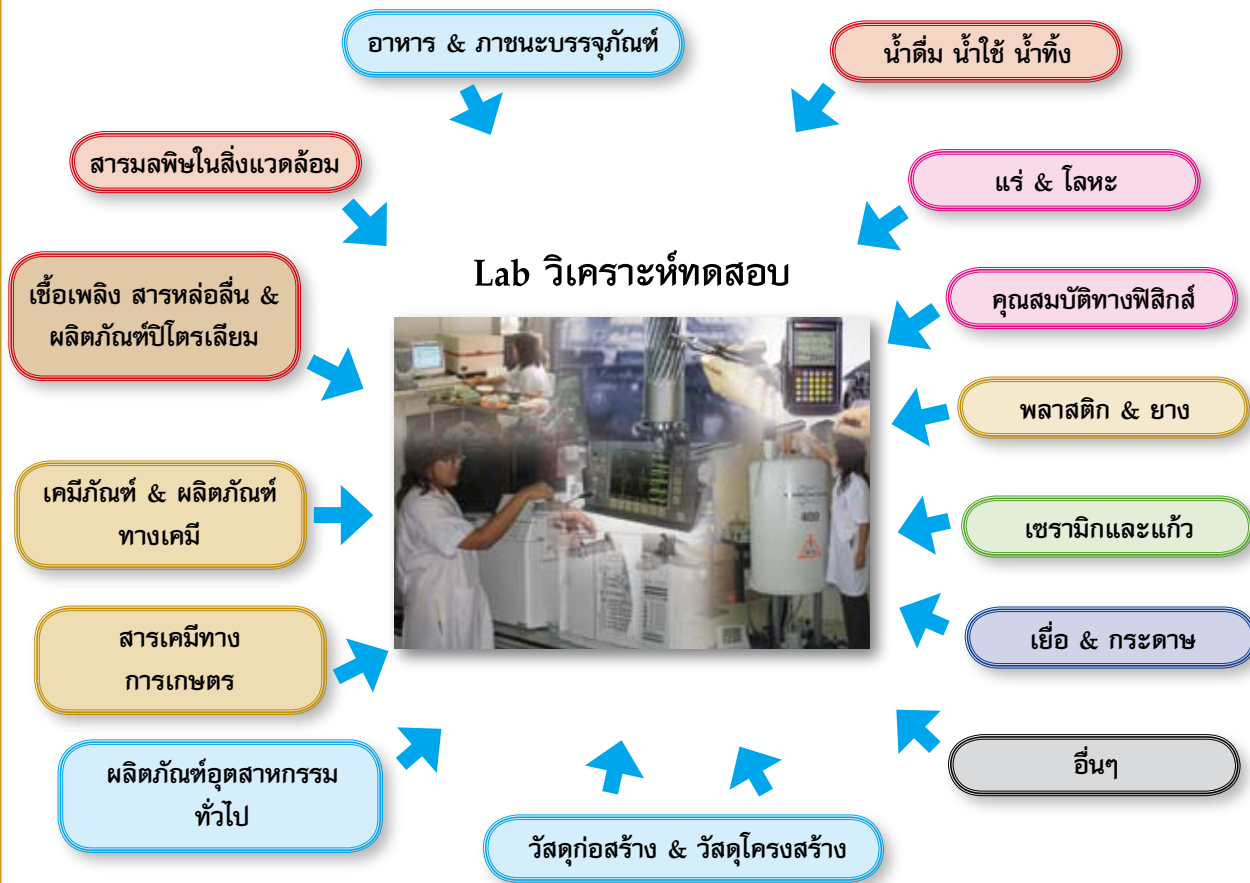 อาหาร & ภาชนะบรรจุภัณฑ์
น้ำดื่ม น้ำใช้ น้ำทิ้ง
สารมลพิษในสิ่งแวดล้อม
แร่ & โลหะ
Lab วิเคราะห์ทดสอบ
เชื้อเพลิง สารหล่อลื่น &
ผลิตภัณฑ์ปิโตรเลียม
คุณสมบัติทางฟิสิกส์
พลาสติก & ยาง
เคมีภัณฑ์ & ผลิตภัณฑ์
ทางเคมี
400
เซรามิกและแก้ว
สารเคมีทาง
การเกษตร
เยื่อ & กระดาษ
ผลิตภัณฑ์อุตสาหกรรม
ทั่วไป
อื่นๆ
วัสดุก่อสร้าง & วัสดุโครงสร้าง